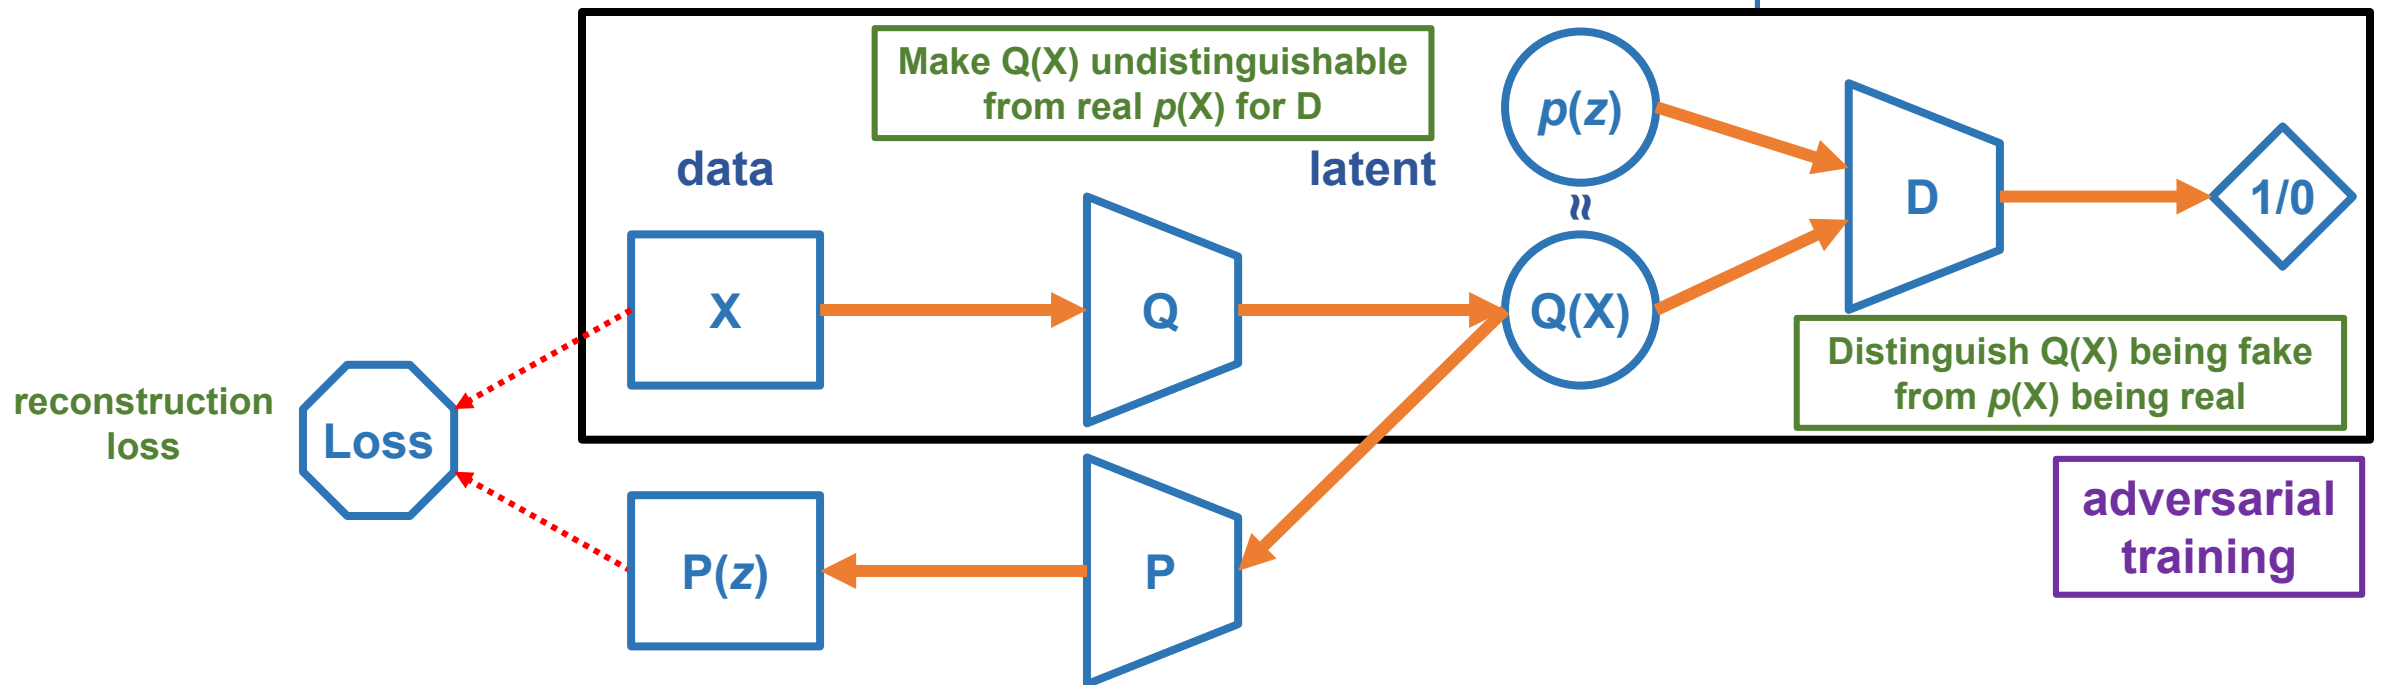 Make Q(X) undistinguishable
from real p(X) for D
data
latent
p(z)
≈
D
1/0
X
Q
Q(X)
Distinguish Q(X) being fake
from p(X) being real
reconstruction
loss
Loss
P(z)
P
adversarial
training